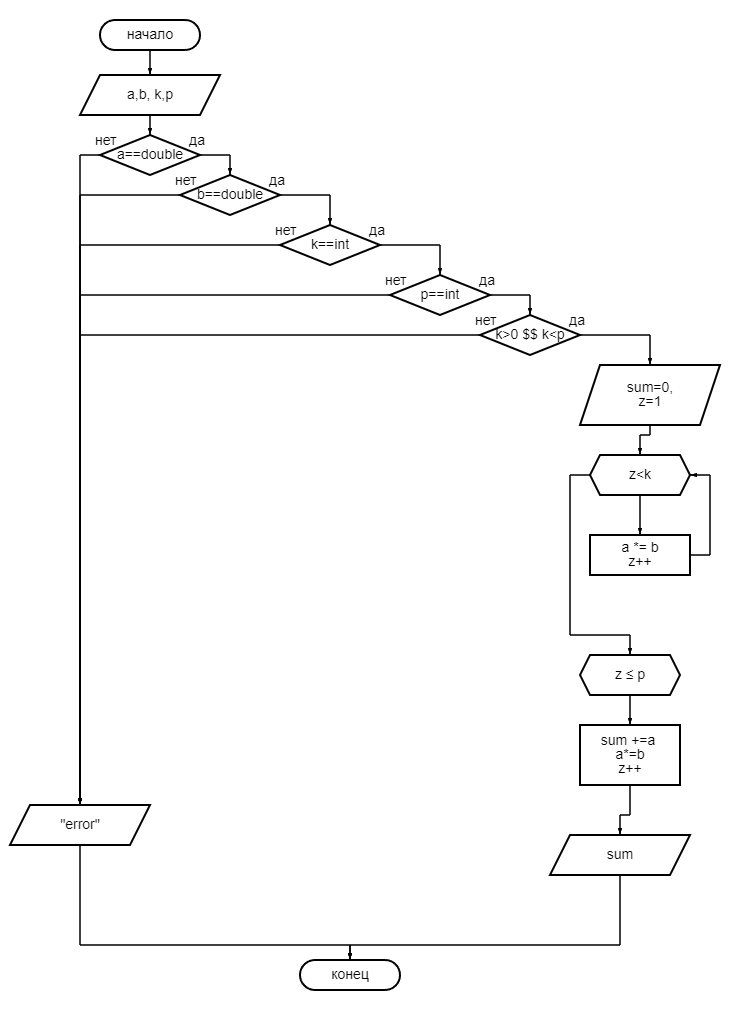 начало
a,b, k,p
нет
да
a==double
нет
да
b==double
нет
да
k==int
нет
да
p==int
нет
да
k>0 $$ k<p
sum=0,
z=1
z<k
a *= b
z++
z ≤ p
sum +=a
a*=b
z++
"error"
sum
конец